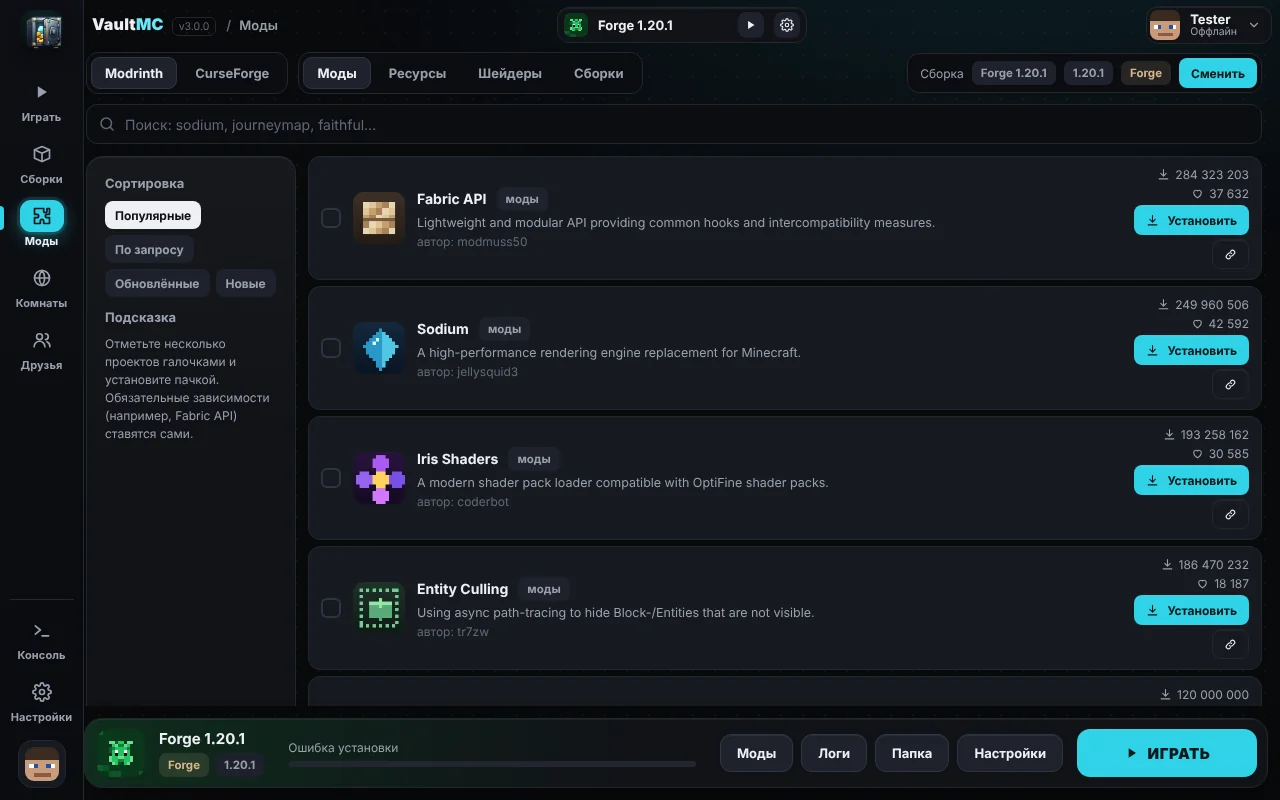 VaultMC v3.0.0 / Моды
Forge 1.20.1
Tester
Оффлайн
Modrinth CurseForge
Моды Ресурсы Шейдеры Сборки
Сборка Forge 1.20.1 1.20.1 Forge Сменить
Поиск: sodium, journeymap, faithful...
Играть
Сборки
Моды
Комнаты
Друзья
Консоль
Настройки
Сортировка
Популярные
По запросу
Обновлённые Новые
Подсказка
Отметьте несколько
проектов галочками и
установите пачкой.
Обязательные зависимости
(например, Fabric API)
ставятся сами.
Fabric API моды
Lightweight and modular API providing common hooks and intercompatibility measures.
автор: modmuss50
284 323 203
37 632
Установить
Sodium моды
A high-performance rendering engine replacement for Minecraft.
автор: jellysquid3
249 960 506
42 592
Установить
Iris Shaders моды
A modern shader pack loader compatible with OptiFine shader packs.
автор: coderbot
193 258 162
30 585
Установить
Entity Culling моды
Using async path-tracing to hide Block-/Entities that are not visible.
автор: tr7zw
186 470 232
18 187
Установить
120 000 000
Forge 1.20.1
Forge 1.20.1
Ошибка установки
Моды Логи Папка Настройки ИГРАТЬ